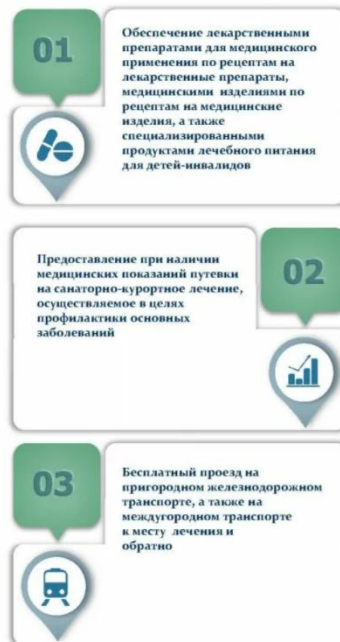 01
Обеспечение лекарственными
препаратами для медицинского
применения по рецептам на
лекарственные препараты,
медицинскими изделиями по
рецептам на медицинские
изделия, а также
специализированными
продуктами лечебного питания
для детей-инвалидов
Предоставление при наличии
медицинских показаний путевки
на санаторно-курортное лечение,
осуществляемое в целях
профилактики основных
заболеваний
02
03
Бесплатный проезд на
пригородном железнодорожном
транспорте, а также на
междугородном транспорте
к месту лечения и
обратно